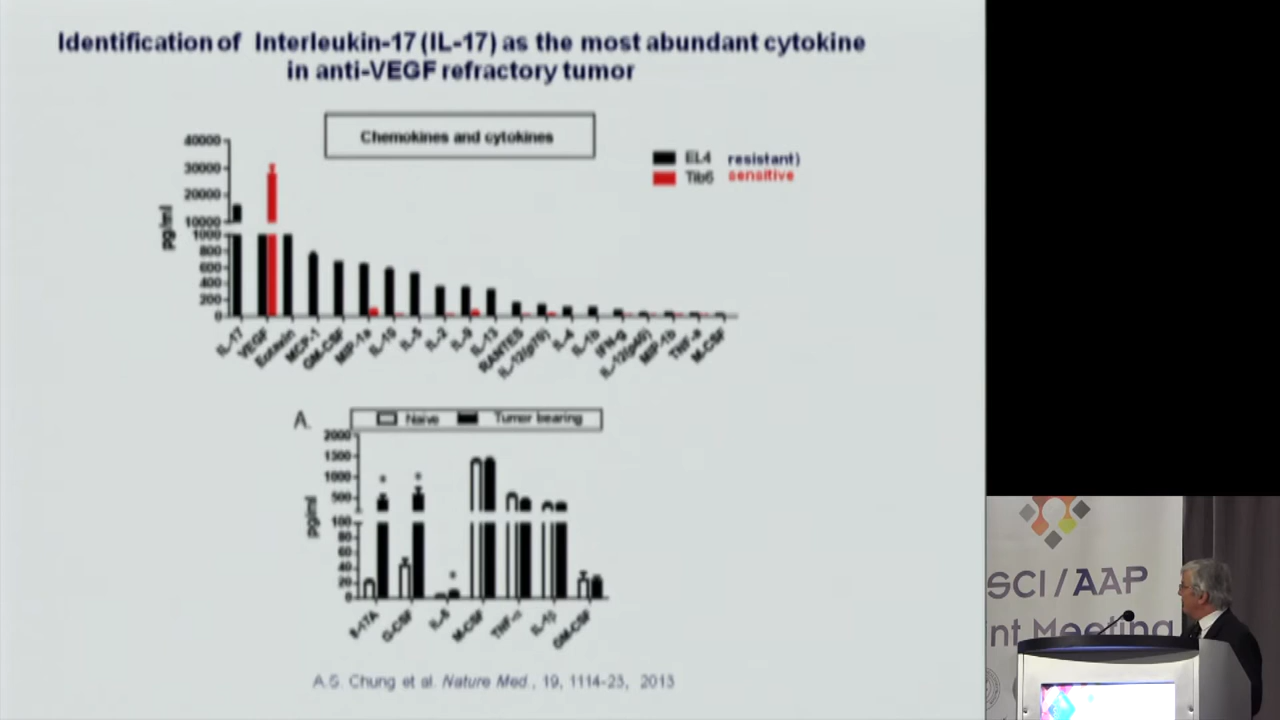 Identification of Interleukin-17 (IL-17) as the most abundant cytokine
in anti-VEGF refractory tumor
Chemokines and cytokines
EL4 resistant)
Tib6 sensitive
pg/ml
40000
30000
20000
10000
1000
800
600
400
200
0
IL-17
VEGF
Eotaxin
MCP-1
GM-CSF
MIP-1a
IL-10
IL-5
IL-2
IL-13
RANTES
IL-12(p70)
IL-4
IL-1b
IFN-g
IL-12(p40)
MIP-1b
TNF-a
M-CSF
A.
Naive Tumor bearing
pg/ml
2000
1500
1000
500
100
80
60
40
20
0
G-CSF
IL-6
M-CSF
TNF-α
IL-1β
GM-CSF
A.S. Chung et al. Nature Med., 19, 1114-23, 2013
SCI / AAP
nt Meeting